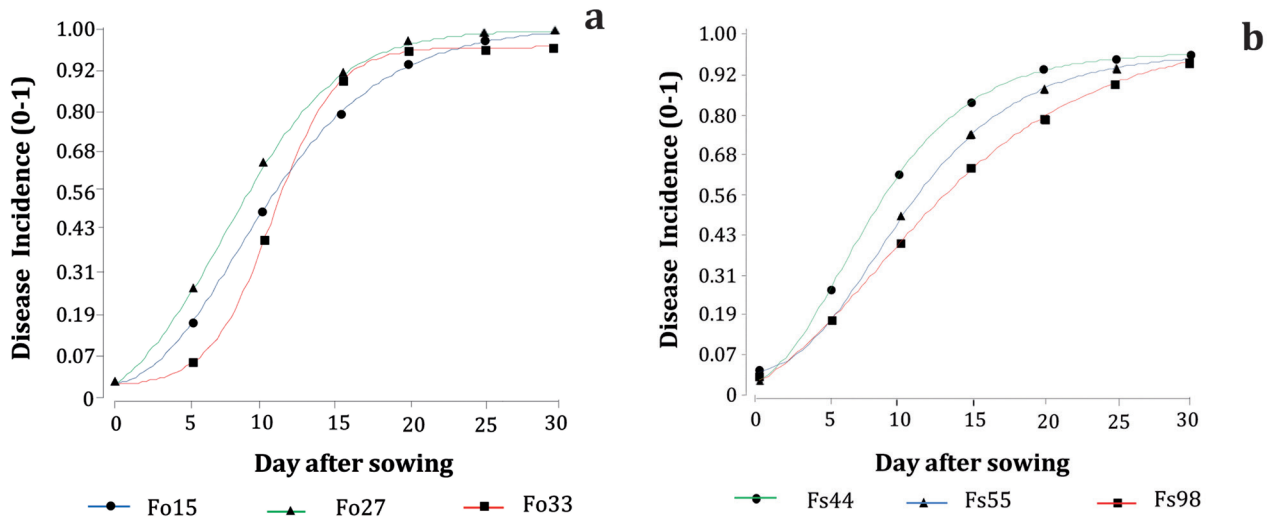 a
Disease Incidence (0-1)
1.00
0.92
0.80
0.68
0.56
0.43
0.31
0.19
0.07
0
0 5 10 15 20 25 30
Day after sowing
Fo15 Fo27 Fo33
b
Disease Incidence (0-1)
1.00
0.92
0.80
0.68
0.56
0.43
0.31
0.19
0.07
0
0 5 10 15 20 25 30
Day after sowing
Fs44 Fs55 Fs98